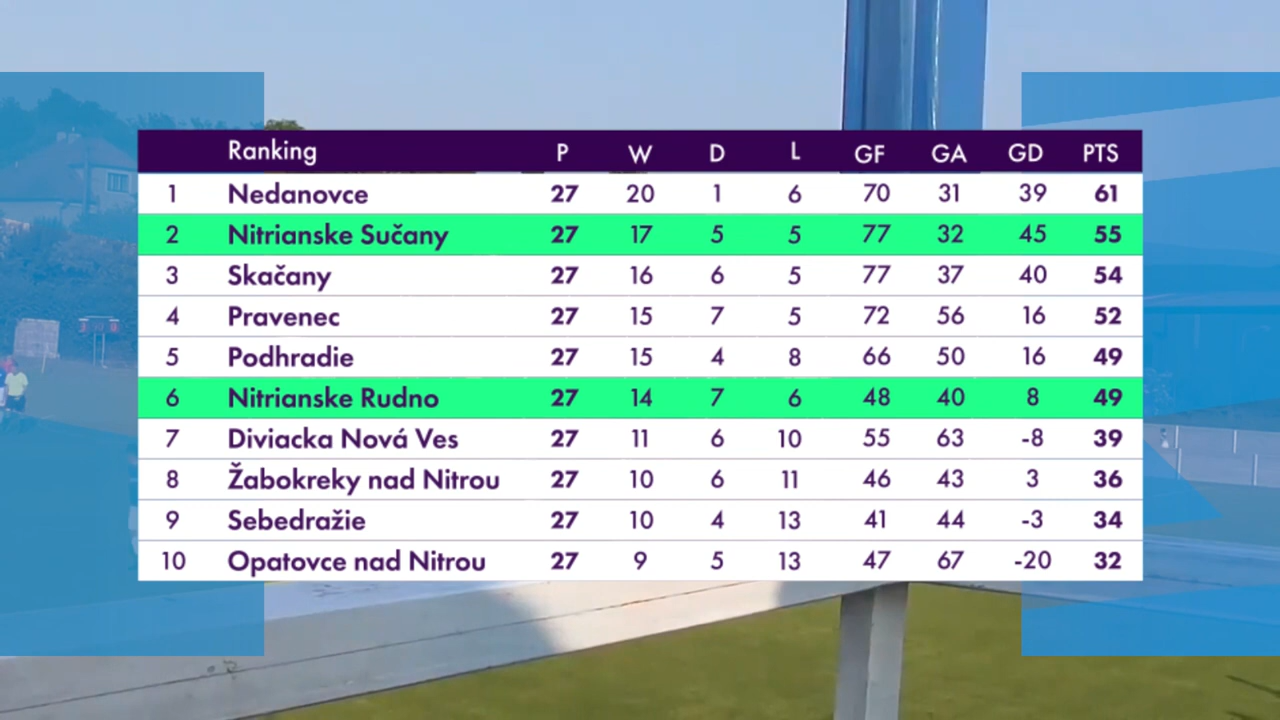 Ranking P W D L GF GA GD PTS
1 Nedanovce 27 20 1 6 70 31 39 61
2 Nitrianske Sučany 27 17 5 5 77 32 45 55
3 Skačany 27 16 6 5 77 37 40 54
4 Pravenec 27 15 7 5 72 56 16 52
5 Podhradie 27 15 4 8 66 50 16 49
6 Nitrianske Rudno 27 14 7 6 48 40 8 49
7 Diviacka Nová Ves 27 11 6 10 55 63 -8 39
8 Žabokreky nad Nitrou 27 10 6 11 46 43 3 36
9 Sebedražie 27 10 4 13 41 44 -3 34
10 Opatovce nad Nitrou 27 9 5 13 47 67 -20 32